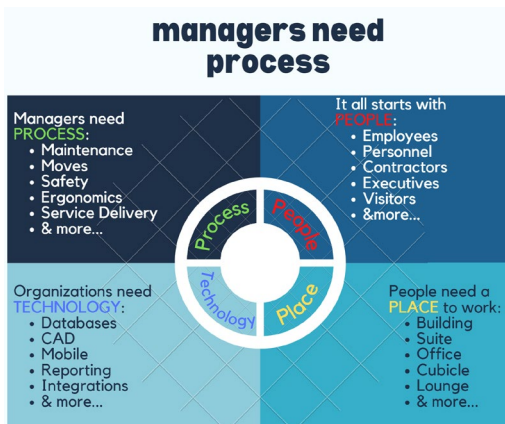 managers need
process
Managers need
PROCESS:
• Maintenance
• Moves
• Safety
• Ergonomics
• Service Delivery
• & more...
It all starts with
PEOPLE:
• Employees
• Personnel
• Contractors
• Executives
• Visitors
• &more...
Process
People
Technology
Place
Organizations need
TECHNOLOGY:
• Databases
• CAD
• Mobile
• Reporting
• Integrations
• & more...
People need a
PLACE to work:
• Building
• Suite
• Office
• Cubicle
• Lounge
• & more...